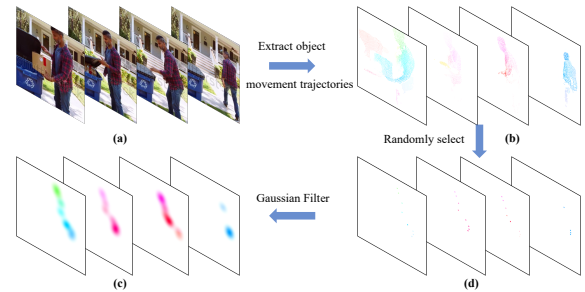 Extract object
movement trajectories
(a)
(b)
Randomly select
Gaussian Filter
(c)
(d)